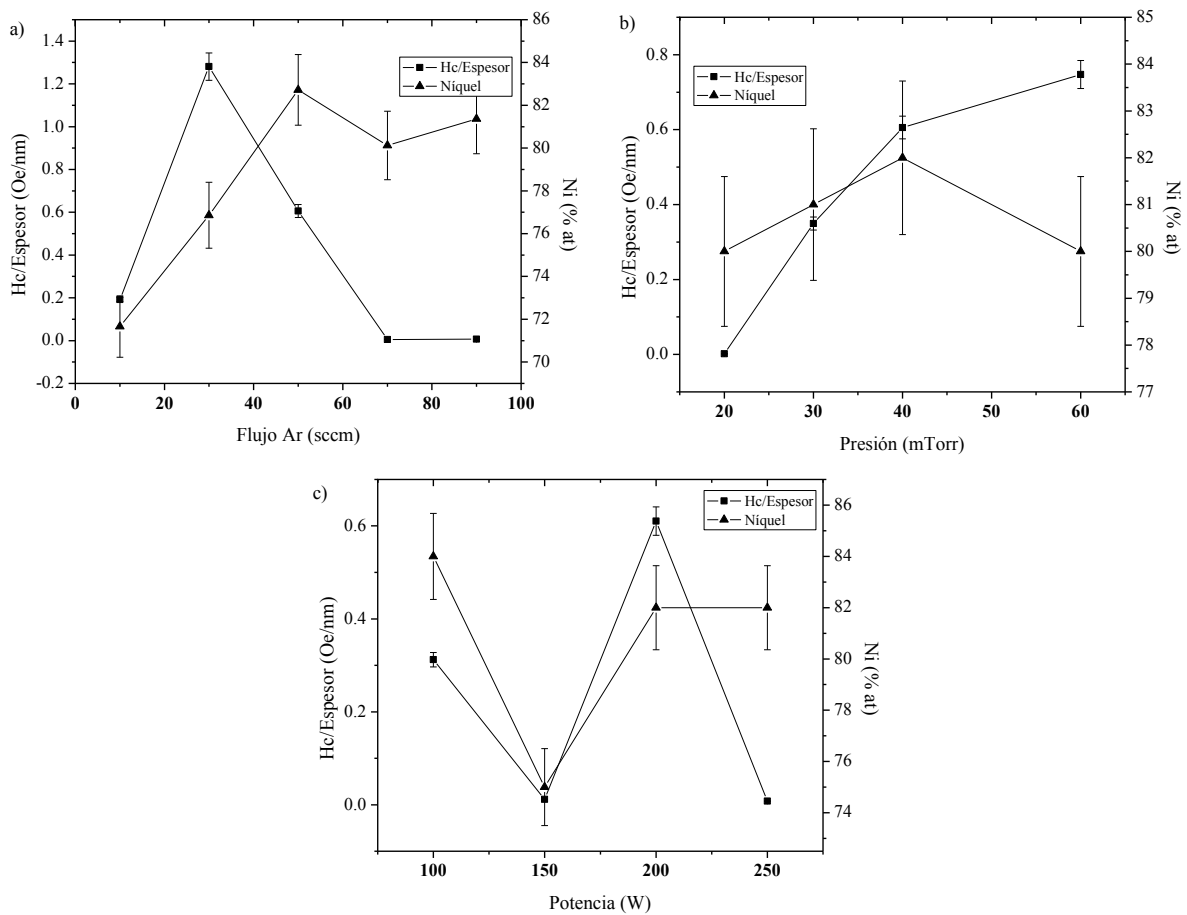 a)
Hc/Espesor (Oe/nm)
1.4
1.2
1.0
0.8
0.6
0.4
0.2
0.0
-0.2
Hc/Espesor
Níquel
86
84
82
80
78
76
74
72
70
Ni (% at)
0 20 40 60 80 100
Flujo Ar (sccm)
b)
Hc/Espesor (Oe/nm)
0.8
0.6
0.4
0.2
0.0
Hc/Espesor
Níquel
85
84
83
82
81
80
79
78
77
Ni (% at)
20 30 40 50 60
Presión (mTorr)
c)
Hc/Espesor (Oe/nm)
0.6
0.4
0.2
0.0
Hc/Espesor
Níquel
86
84
82
80
78
76
74
Ni (% at)
100 150 200 250
Potencia (W)